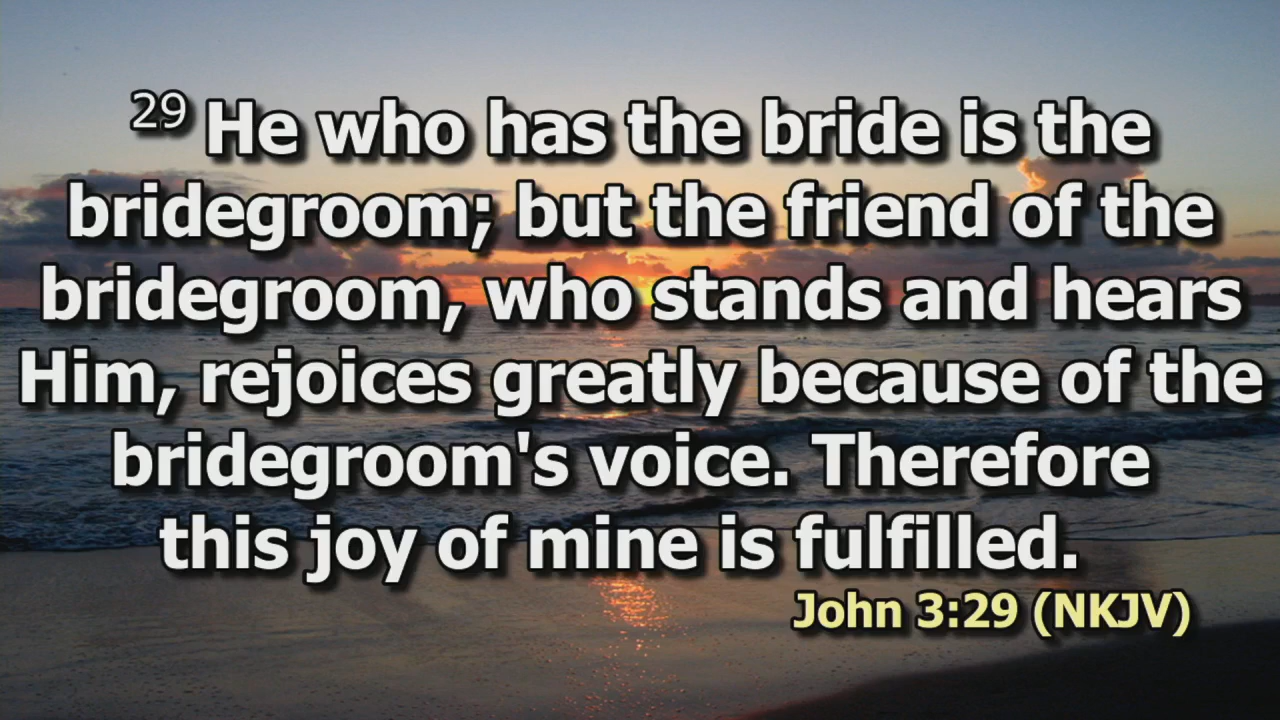 29 He who has the bride is the
bridegroom; but the friend of the
bridegroom, who stands and hears
Him, rejoices greatly because of the
bridegroom's voice. Therefore
this joy of mine is fulfilled.
John 3:29 (NKJV)